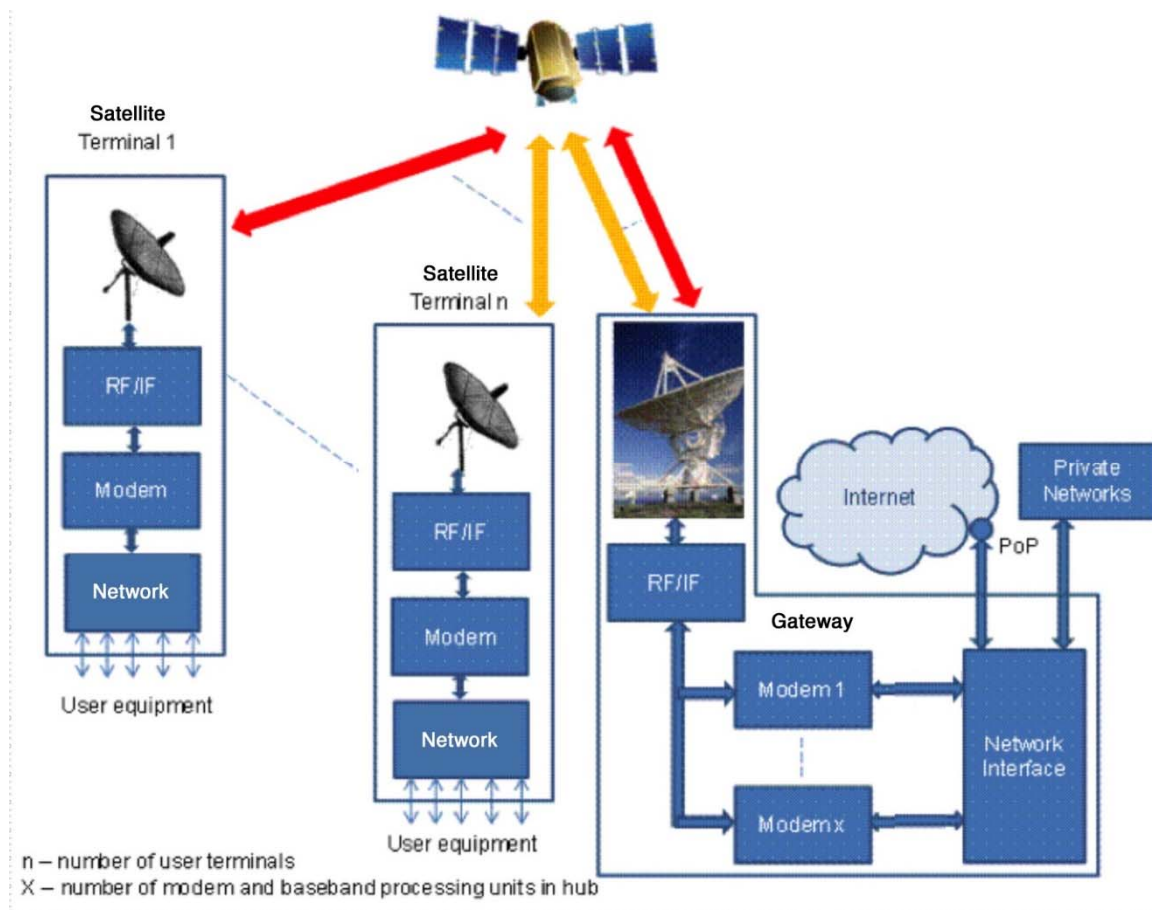 Satellite
Terminal 1
RF/IF
Modem
Network
User equipment
Satellite
Terminal n
RF/IF
Modem
Network
User equipment
RF/IF
Gateway
Modem 1
Modem x
Network
Interface
Internet
PoP
Private
Networks
n – number of user terminals
X – number of modem and baseband processing units in hub